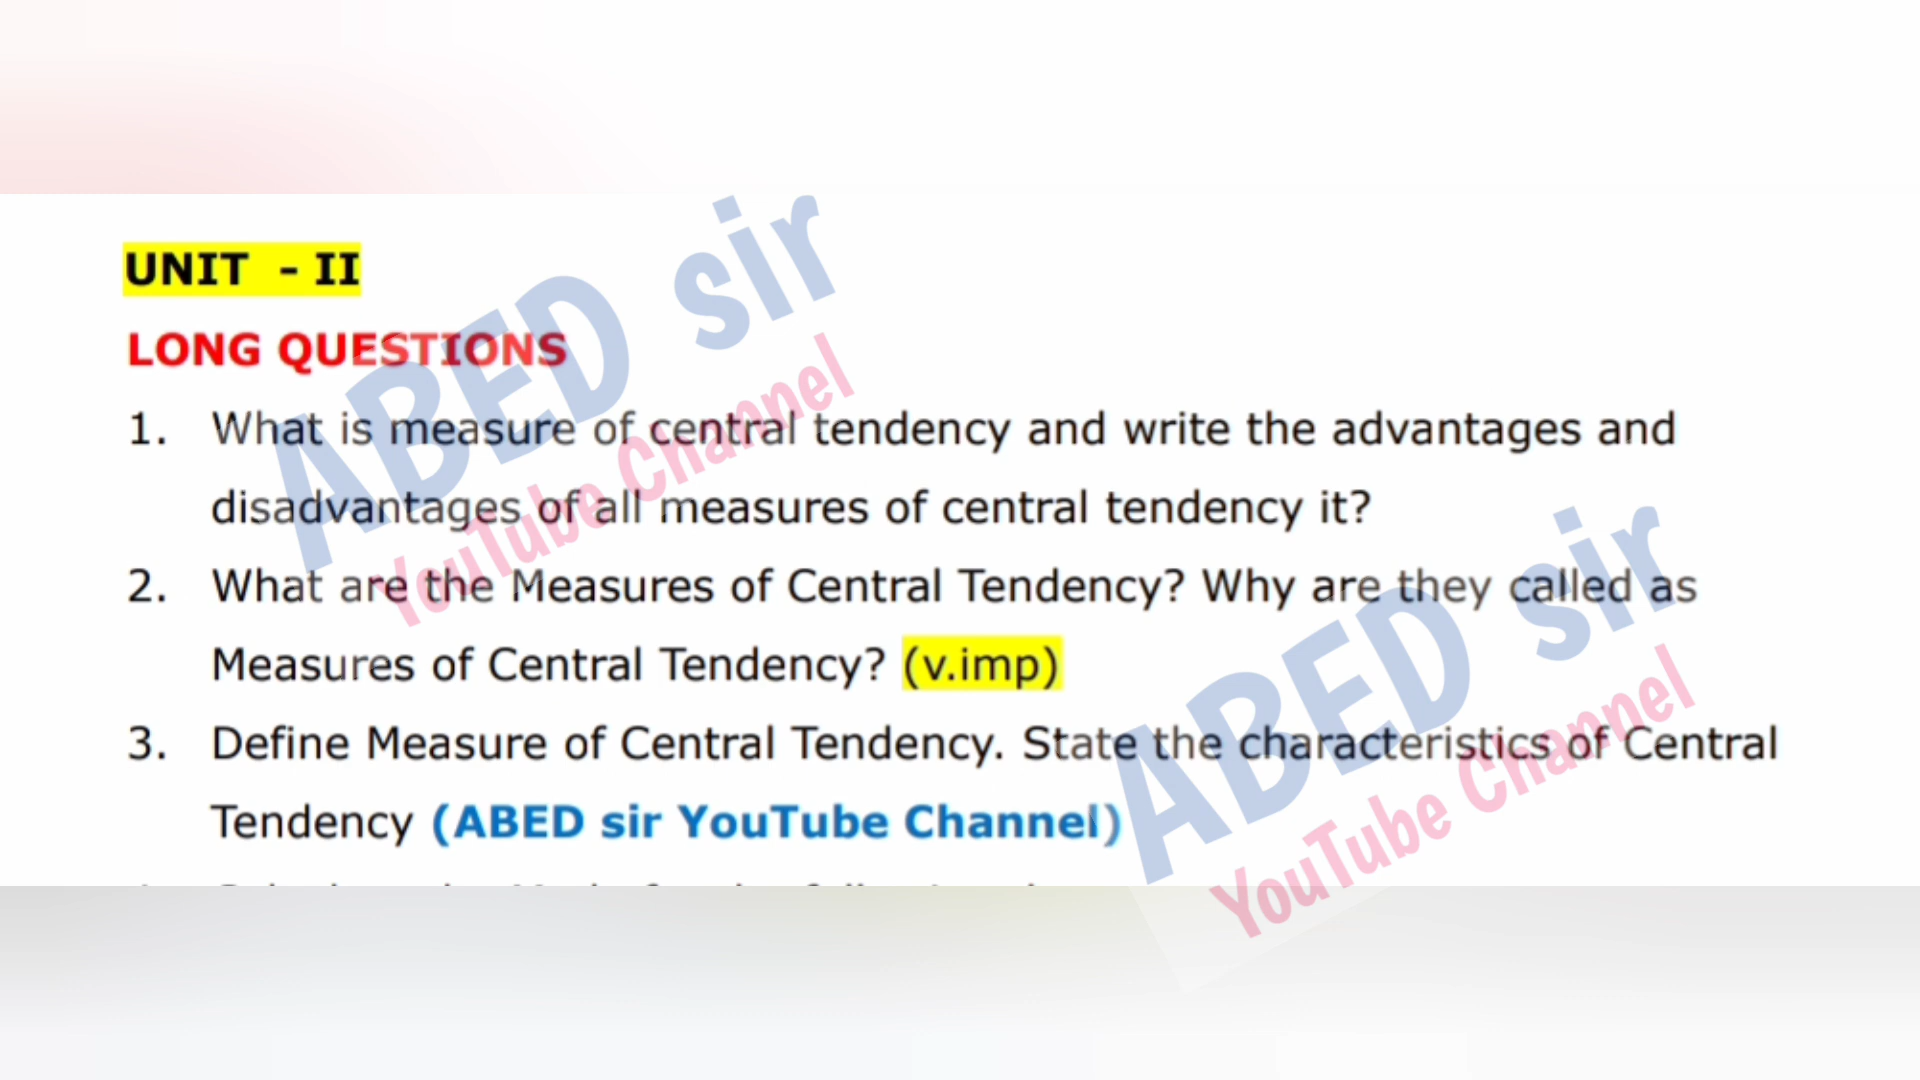 UNIT - II
LONG QUESTIONS
1. What is measure of central tendency and write the advantages and
disadvantages of all measures of central tendency it?
2. What are the Measures of Central Tendency? Why are they called as
Measures of Central Tendency? (v.imp)
3. Define Measure of Central Tendency. State the characteristics of Central
Tendency (ABED sir YouTube Channel)
ABED sir
YouTube Channel
ABED sir
YouTube Channel